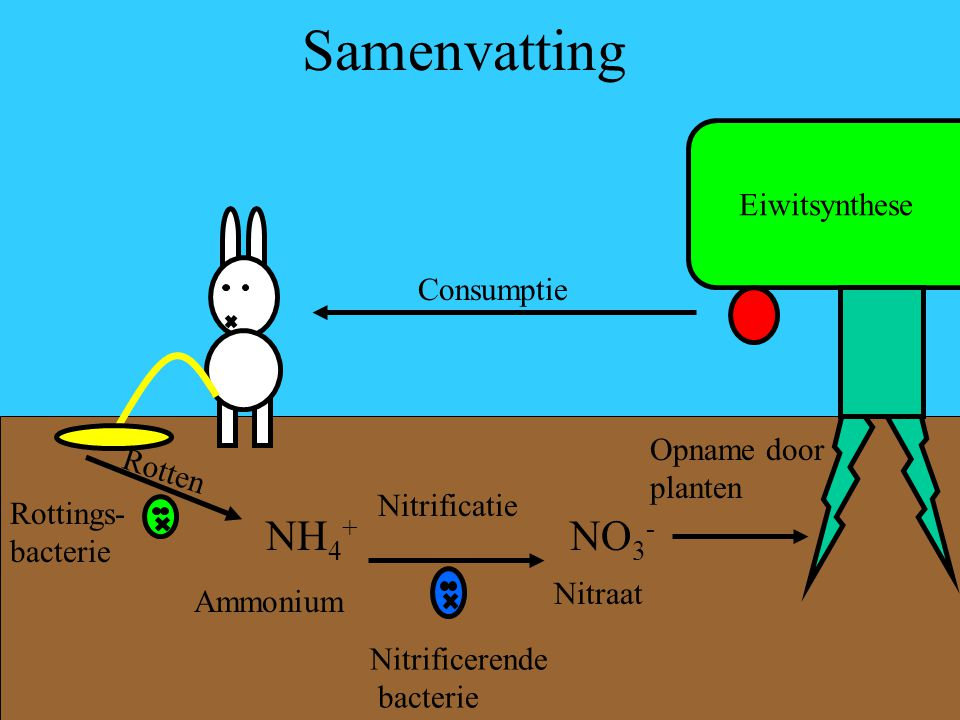 Samenvatting
Eiwitsynthese
Consumptie
Rotten
Rottings-
bacterie
NH4+
Ammonium
Nitrificatie
Nitrificerende
bacterie
NO3-
Nitraat
Opname door
planten